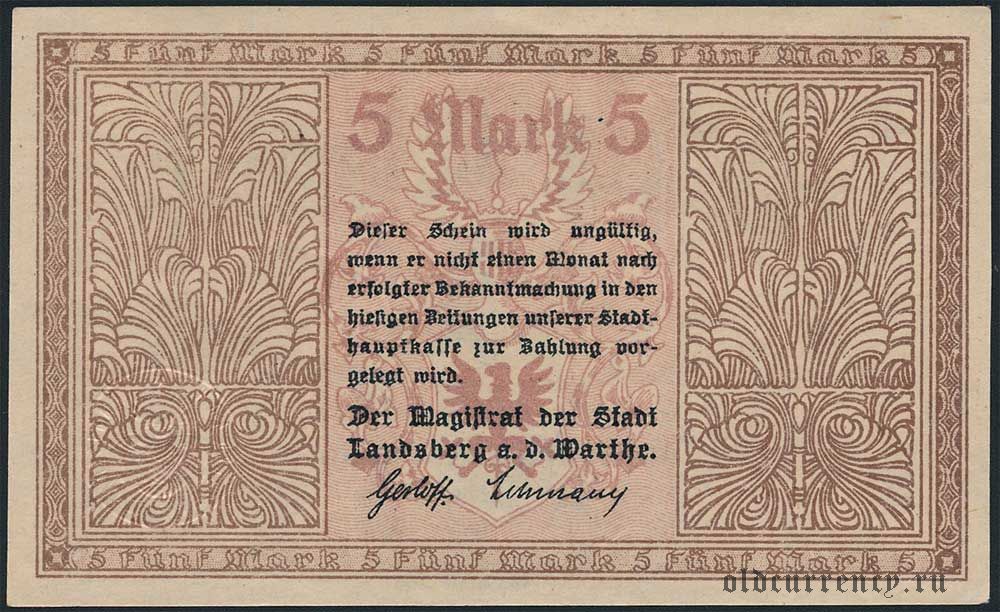 5 Fünf Mark 5 Fünf Mark 5 Fünf Mark 5
5 Mark 5
Dieser Schein wird ungültig,
wenn er nicht einen Monat nach
erfolgter Bekanntmachung in den
hiesigen Zeitungen unserer Stadt-
hauptkasse zur Zahlung vor-
gelegt wird.
Der Magistrat der Stadt
Landsberg a. d. Warthe.
Gerloff. Lehmann
5 Fünf Mark 5 Fünf Mark 5 Fünf Mark 5
oldcurrency.ru